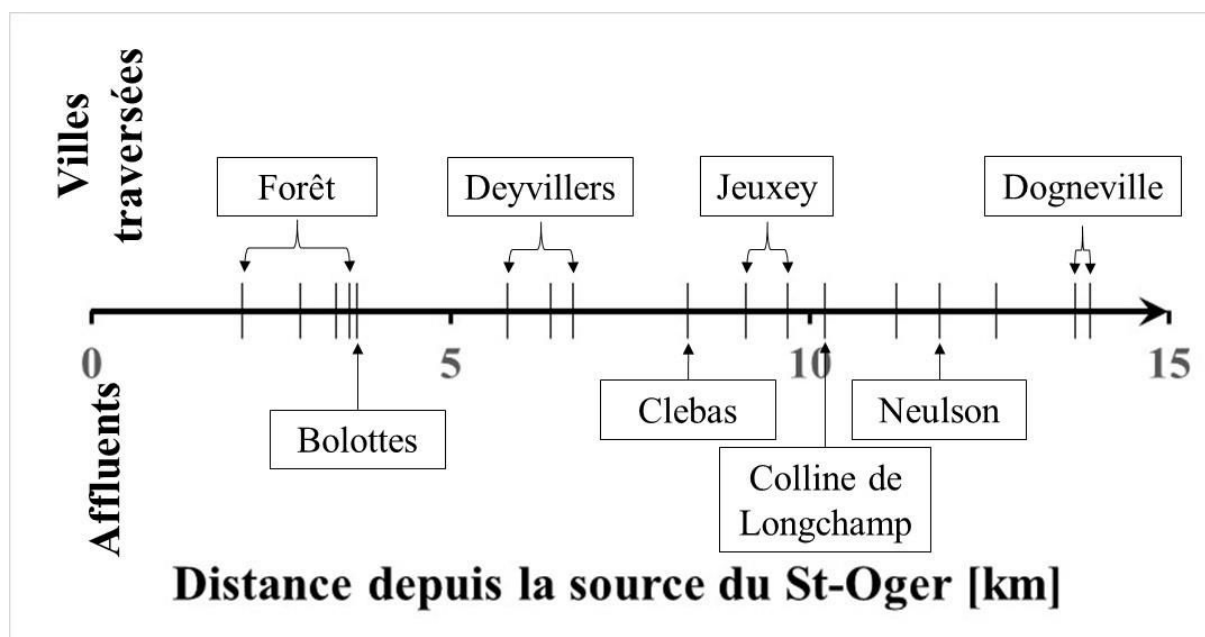 Villes
traversées
Forêt
Deyvillers
Jeuxey
Dogneville
0
5
10
15
Affluents
Bolottes
Clebas
Colline de
Longchamp
Neulson
Distance depuis la source du St-Oger [km]